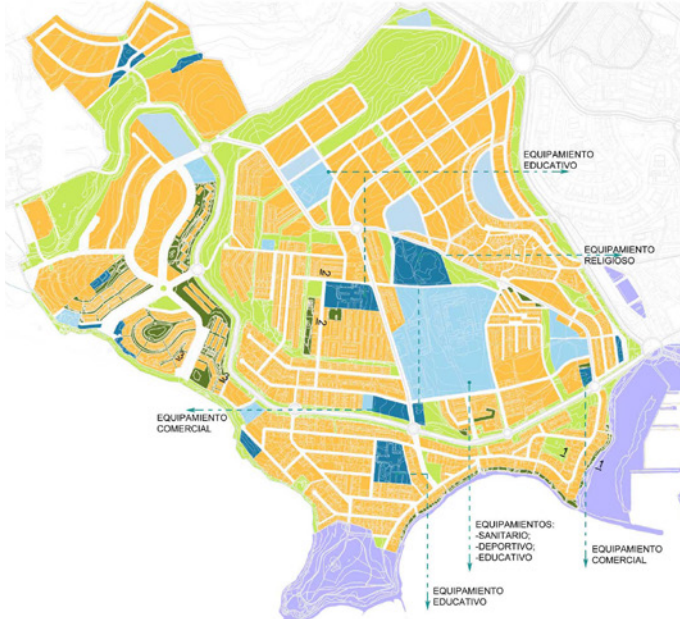 EQUIPAMIENTO
EDUCATIVO
EQUIPAMIENTO
RELIGIOSO
EQUIPAMIENTO
COMERCIAL
EQUIPAMIENTOS:
-SANITARIO;
-DEPORTIVO;
-EDUCATIVO
EQUIPAMIENTO
COMERCIAL
EQUIPAMIENTO
EDUCATIVO